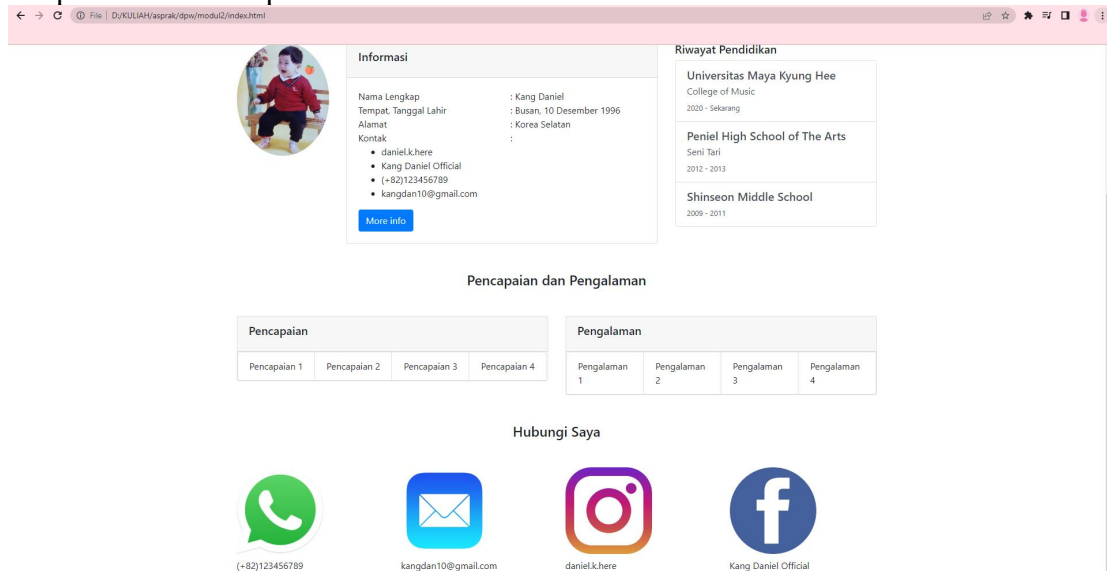 File | D:/KULIAH/asprak/dpw/modul2/index.html
Informasi
Nama Lengkap : Kang Daniel
Tempat, Tanggal Lahir : Busan, 10 Desember 1996
Alamat : Korea Selatan
Kontak :
• daniel.k.here
• Kang Daniel Official
• (+82)123456789
• kangdan10@gmail.com
More info
Riwayat Pendidikan
Universitas Maya Kyung Hee
College of Music
2020 - Sekarang
Peniel High School of The Arts
Seni Tari
2012 - 2013
Shinseon Middle School
2009 - 2011
Pencapaian dan Pengalaman
Pencapaian
Pencapaian 1 Pencapaian 2 Pencapaian 3 Pencapaian 4
Pengalaman
Pengalaman 1 Pengalaman 2 Pengalaman 3 Pengalaman 4
Hubungi Saya
(+82)123456789 kangdan10@gmail.com daniel.k.here Kang Daniel Official